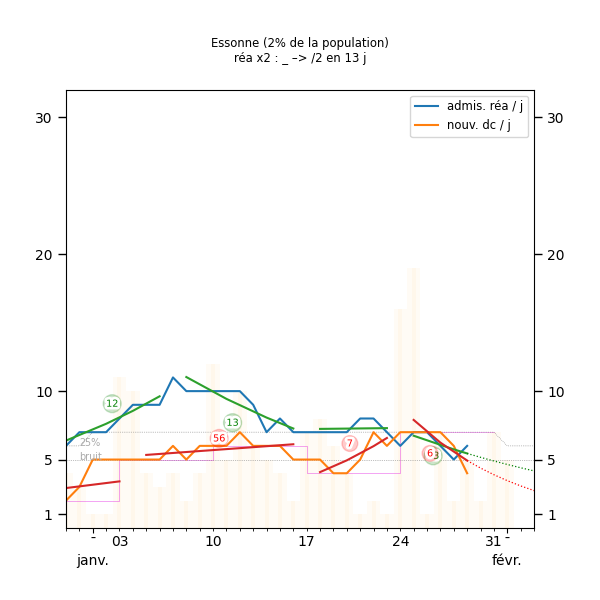 Essonne (2% de la population)
réa x2 : _ –> /2 en 13 j
admis. réa / j
nouv. dc / j
30 30
20 20
10 10
12
13
56
7
6
25%
bruit
5 5
1 1
- 03 10 17 24 31 -
janv. févr.